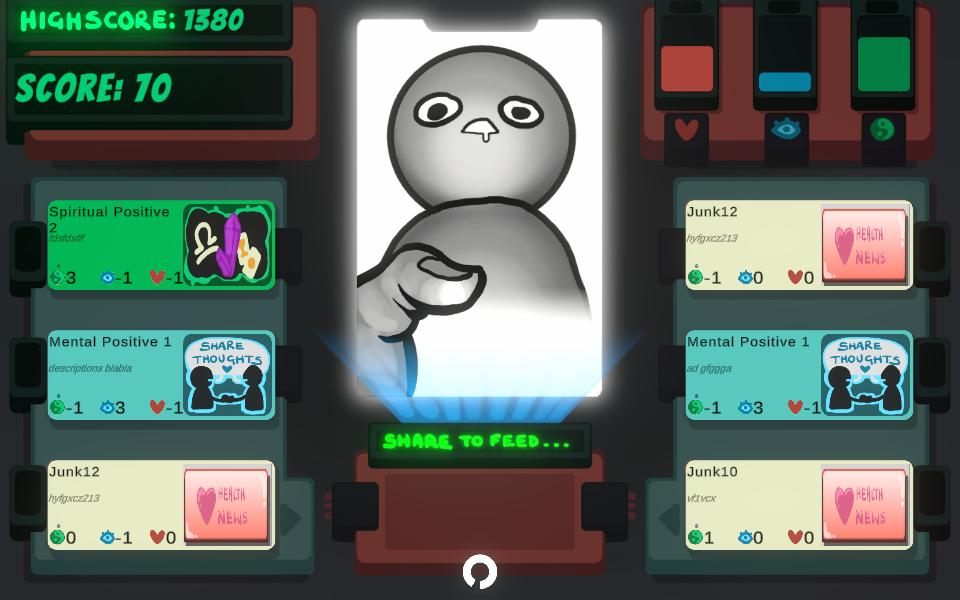 HIGHSCORE: 1380
SCORE: 70
Spiritual Positive
2
fdsfdsfff
3 -1 -1
Mental Positive 1
descriptions blabla
SHARE
THOUGHTS
-1 3 -1
Junk12
hyfgxcz213
HEALTH
NEWS
0 -1 0
SHARE TO FEED...
Junk12
hyfgxcz213
HEALTH
NEWS
-1 0 0
Mental Positive 1
ad gfggga
SHARE
THOUGHTS
-1 3 -1
Junk10
vf1vcx
HEALTH
NEWS
1 0 0